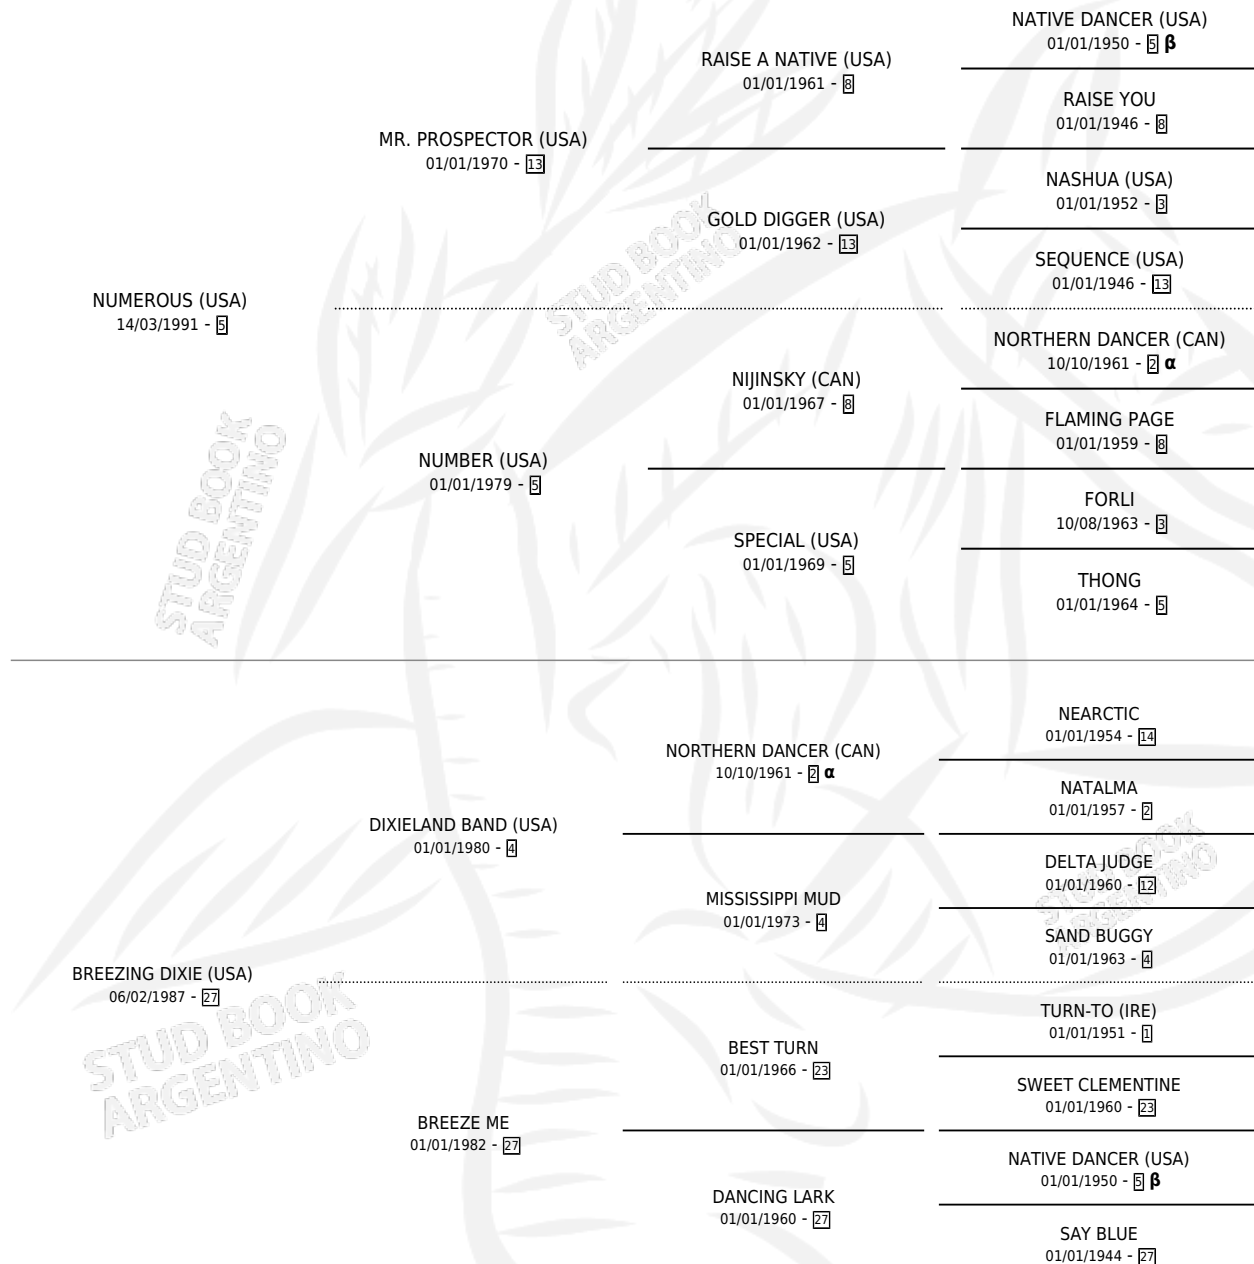 NATIVE DANCER (USA)
01/01/1950 - 5 β
RAISE A NATIVE (USA)
01/01/1961 - 8
RAISE YOU
01/01/1946 - 8
MR. PROSPECTOR (USA)
01/01/1970 - 13
NASHUA (USA)
01/01/1952 - 3
GOLD DIGGER (USA)
01/01/1962 - 13
SEQUENCE (USA)
01/01/1946 - 13
NUMEROUS (USA)
14/03/1991 - 5
NORTHERN DANCER (CAN)
10/10/1961 - 2 α
NIJINSKY (CAN)
01/01/1967 - 8
FLAMING PAGE
01/01/1959 - 8
NUMBER (USA)
01/01/1979 - 5
FORLI
10/08/1963 - 3
SPECIAL (USA)
01/01/1969 - 5
THONG
01/01/1964 - 5
STUD BOOK
ARGENTINO
STUD BOOK
ARGENTINO
NEARCTIC
01/01/1954 - 14
NORTHERN DANCER (CAN)
10/10/1961 - 2 α
NATALMA
01/01/1957 - 2
DIXIELAND BAND (USA)
01/01/1980 - 4
DELTA JUDGE
01/01/1960 - 12
MISSISSIPPI MUD
01/01/1973 - 4
SAND BUGGY
01/01/1963 - 4
BREEZING DIXIE (USA)
06/02/1987 - 27
TURN-TO (IRE)
01/01/1951 - 1
BEST TURN
01/01/1966 - 23
SWEET CLEMENTINE
01/01/1960 - 23
BREEZE ME
01/01/1982 - 27
NATIVE DANCER (USA)
01/01/1950 - 5 β
DANCING LARK
01/01/1960 - 27
SAY BLUE
01/01/1944 - 27
STUD BOOK
ARGENTINO
STUD BOOK
ARGENTINO